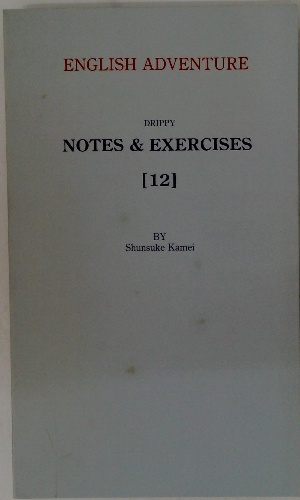 ENGLISH ADVENTURE
DRIPPY
NOTES & EXERCISES
[12]
BY
Shunsuke Kamei